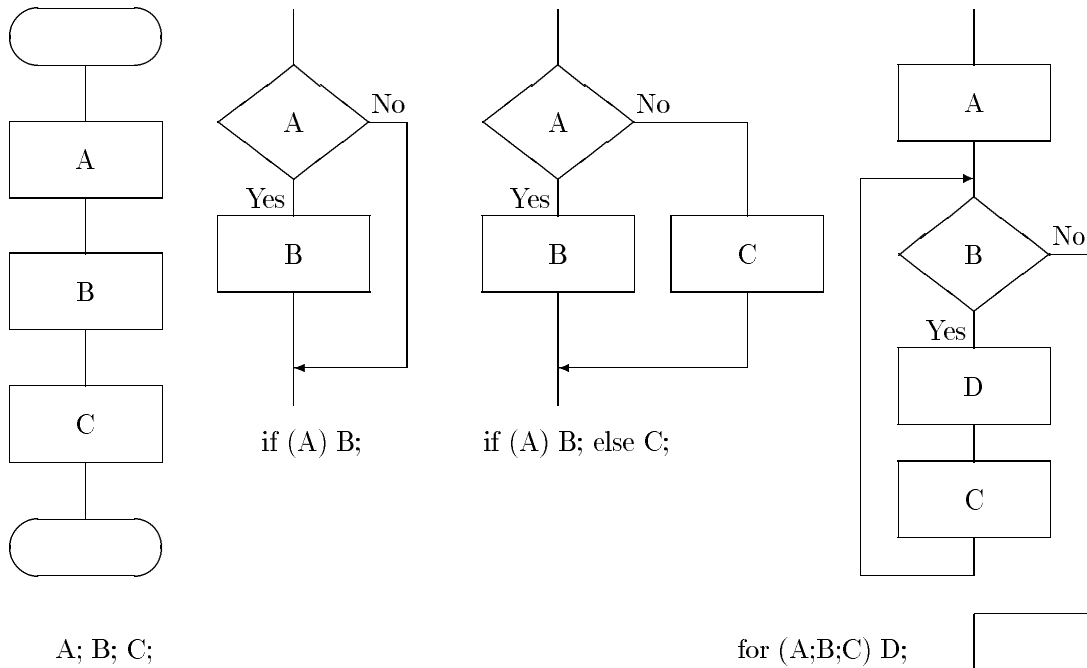 A
B
C
A; B; C;
A
No
Yes
B
if (A) B;
A
No
Yes
B
C
if (A) B; else C;
A
B
No
Yes
D
C
for (A;B;C) D;